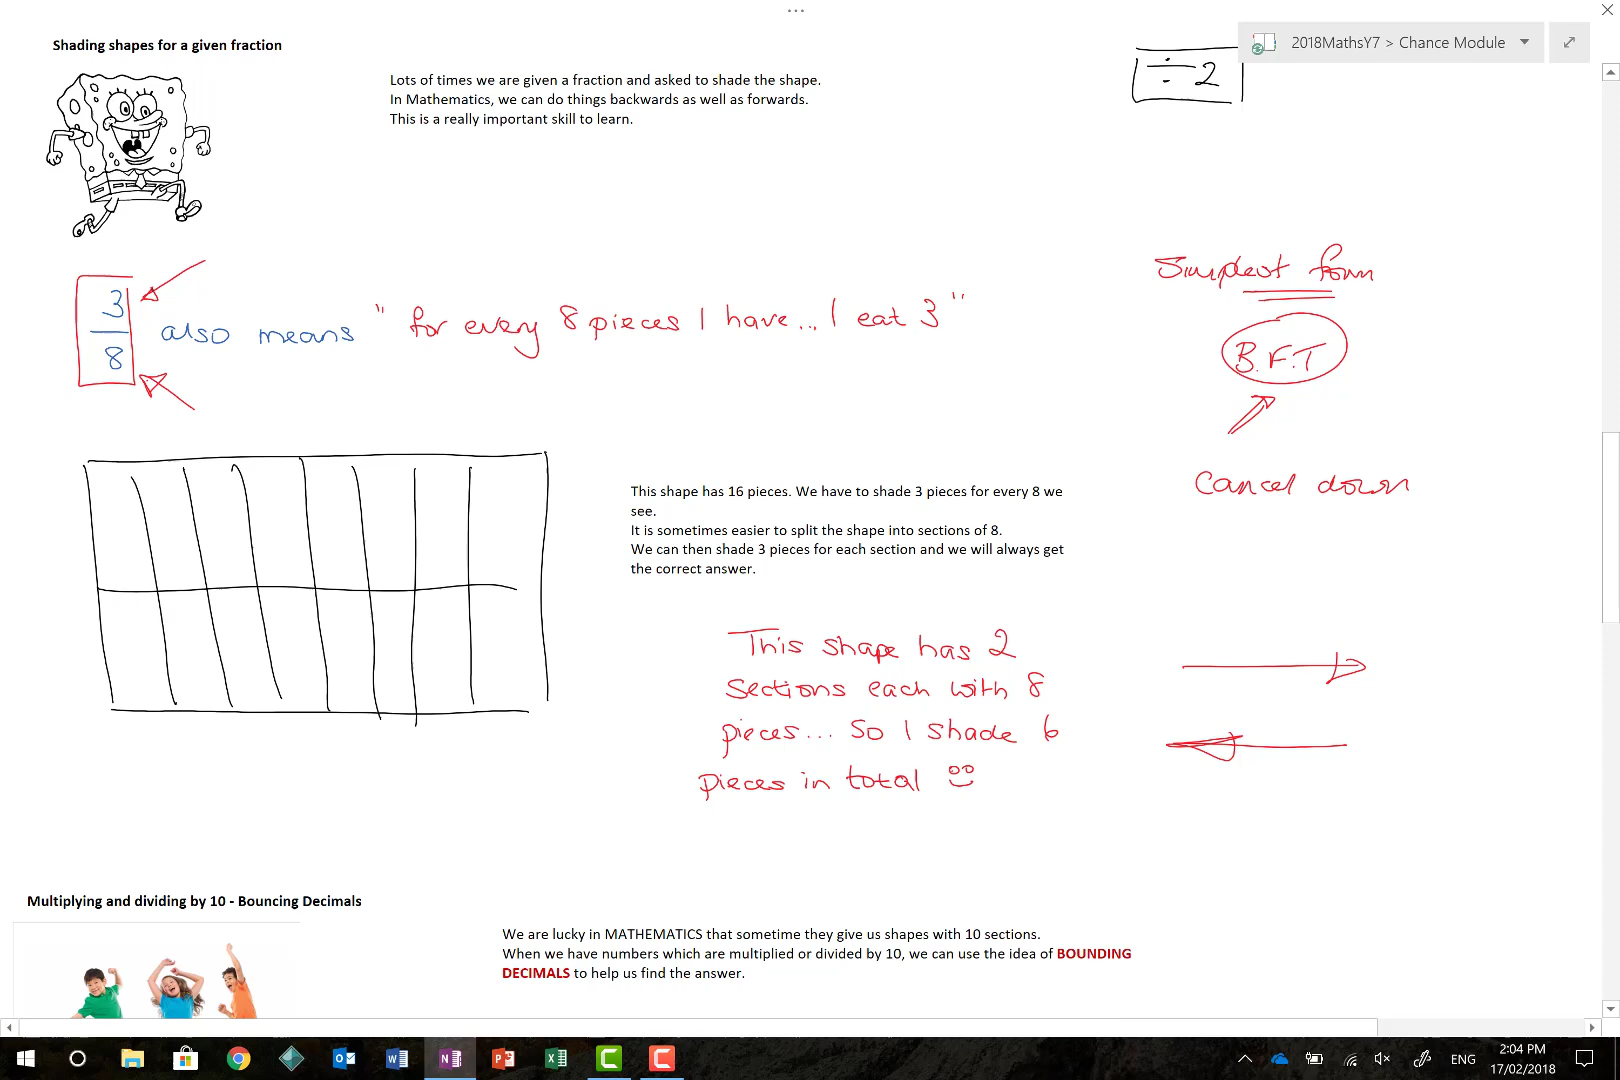 2018MathsY7 > Chance Module
Shading shapes for a given fraction
÷ 2
Lots of times we are given a fraction and asked to shade the shape.
In Mathematics, we can do things backwards as well as forwards.
This is a really important skill to learn.
Simplest form
3
8
also means
" for every 8 pieces I have... I eat 3 "
B.F.T
Cancel down
This shape has 16 pieces. We have to shade 3 pieces for every 8 we
see.
It is sometimes easier to split the shape into sections of 8.
We can then shade 3 pieces for each section and we will always get
the correct answer.
This shape has 2
sections each with 8
pieces... So I shade 6
pieces in total
Multiplying and dividing by 10 - Bouncing Decimals
We are lucky in MATHEMATICS that sometime they give us shapes with 10 sections.
When we have numbers which are multiplied or divided by 10, we can use the idea of BOUNDING
DECIMALS to help us find the answer.
ENG
2:04 PM
17/02/2018